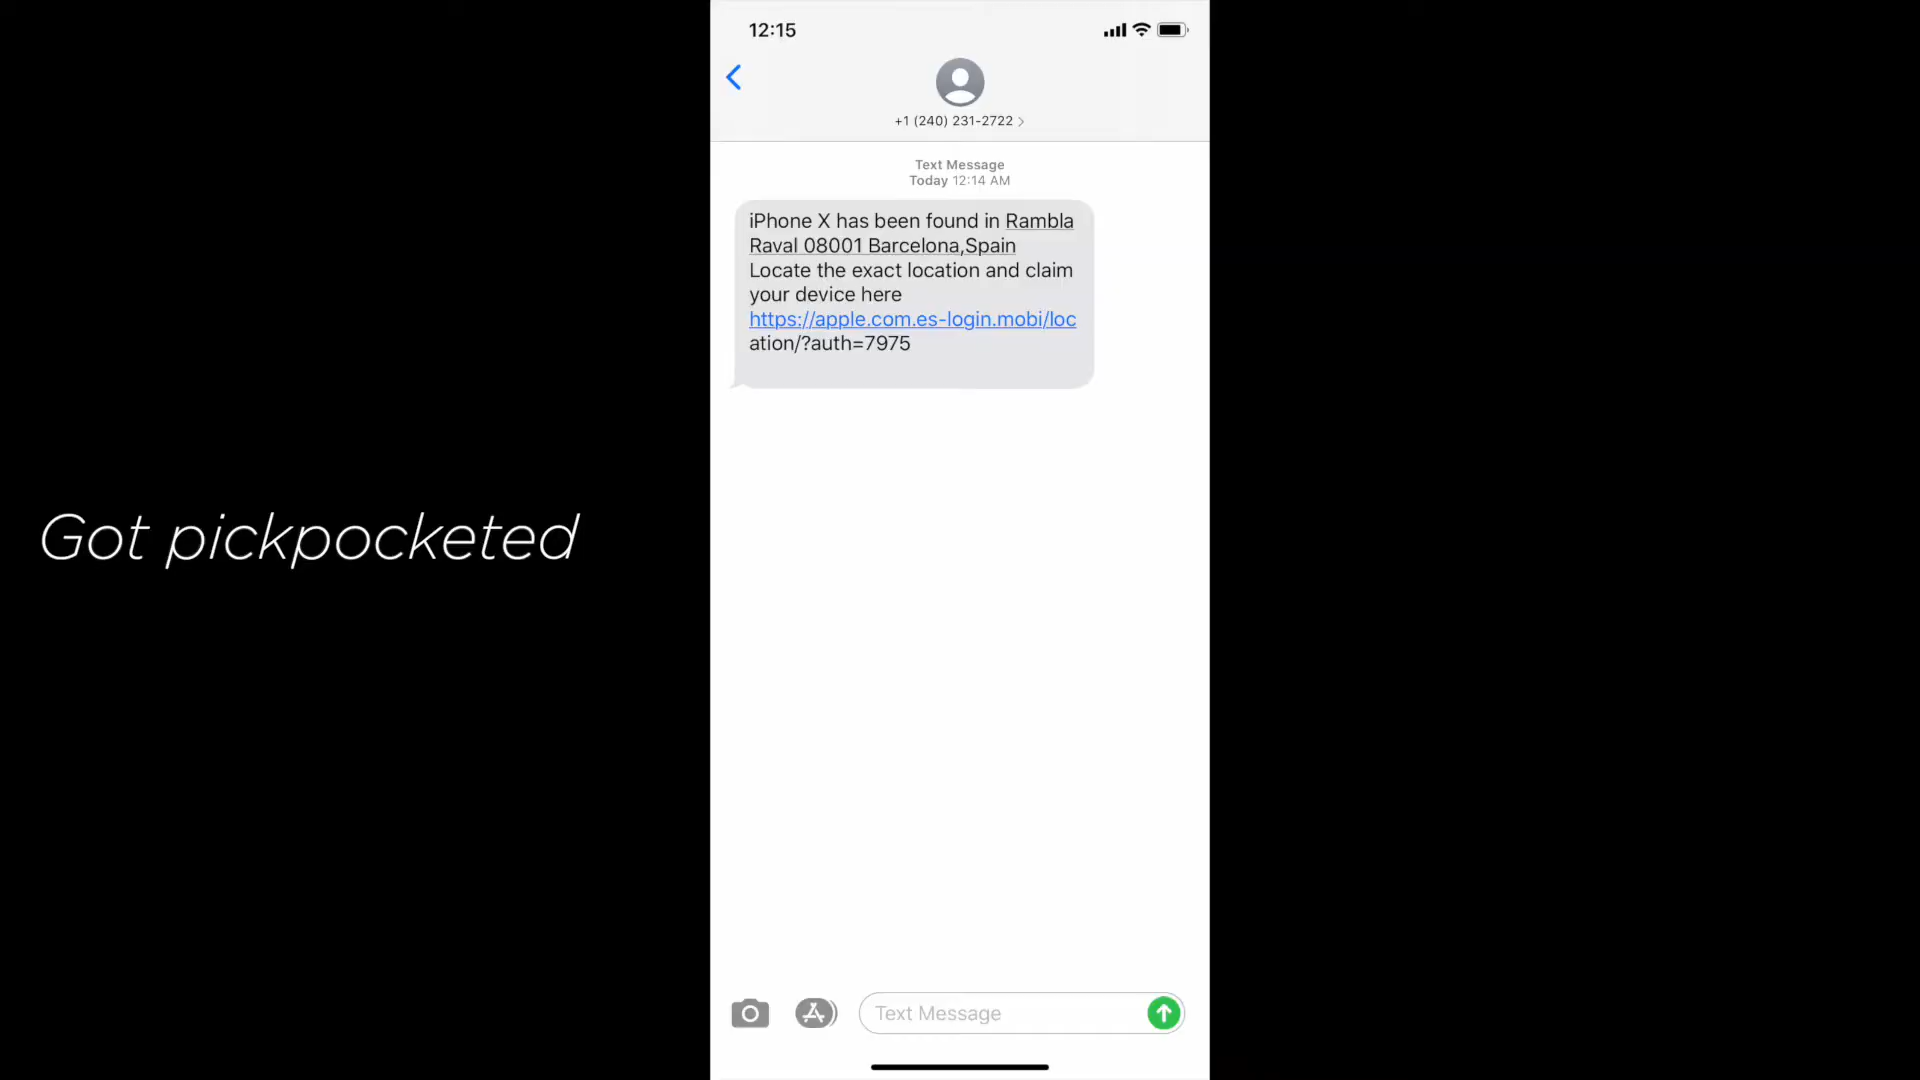 12:15
+1 (240) 231-2722
Text Message
Today 12:14 AM
iPhone X has been found in Rambla
Raval 08001 Barcelona,Spain
Locate the exact location and claim
your device here
https://apple.com.es-login.mobi/loc
ation/?auth=7975
Got pickpocketed
Text Message